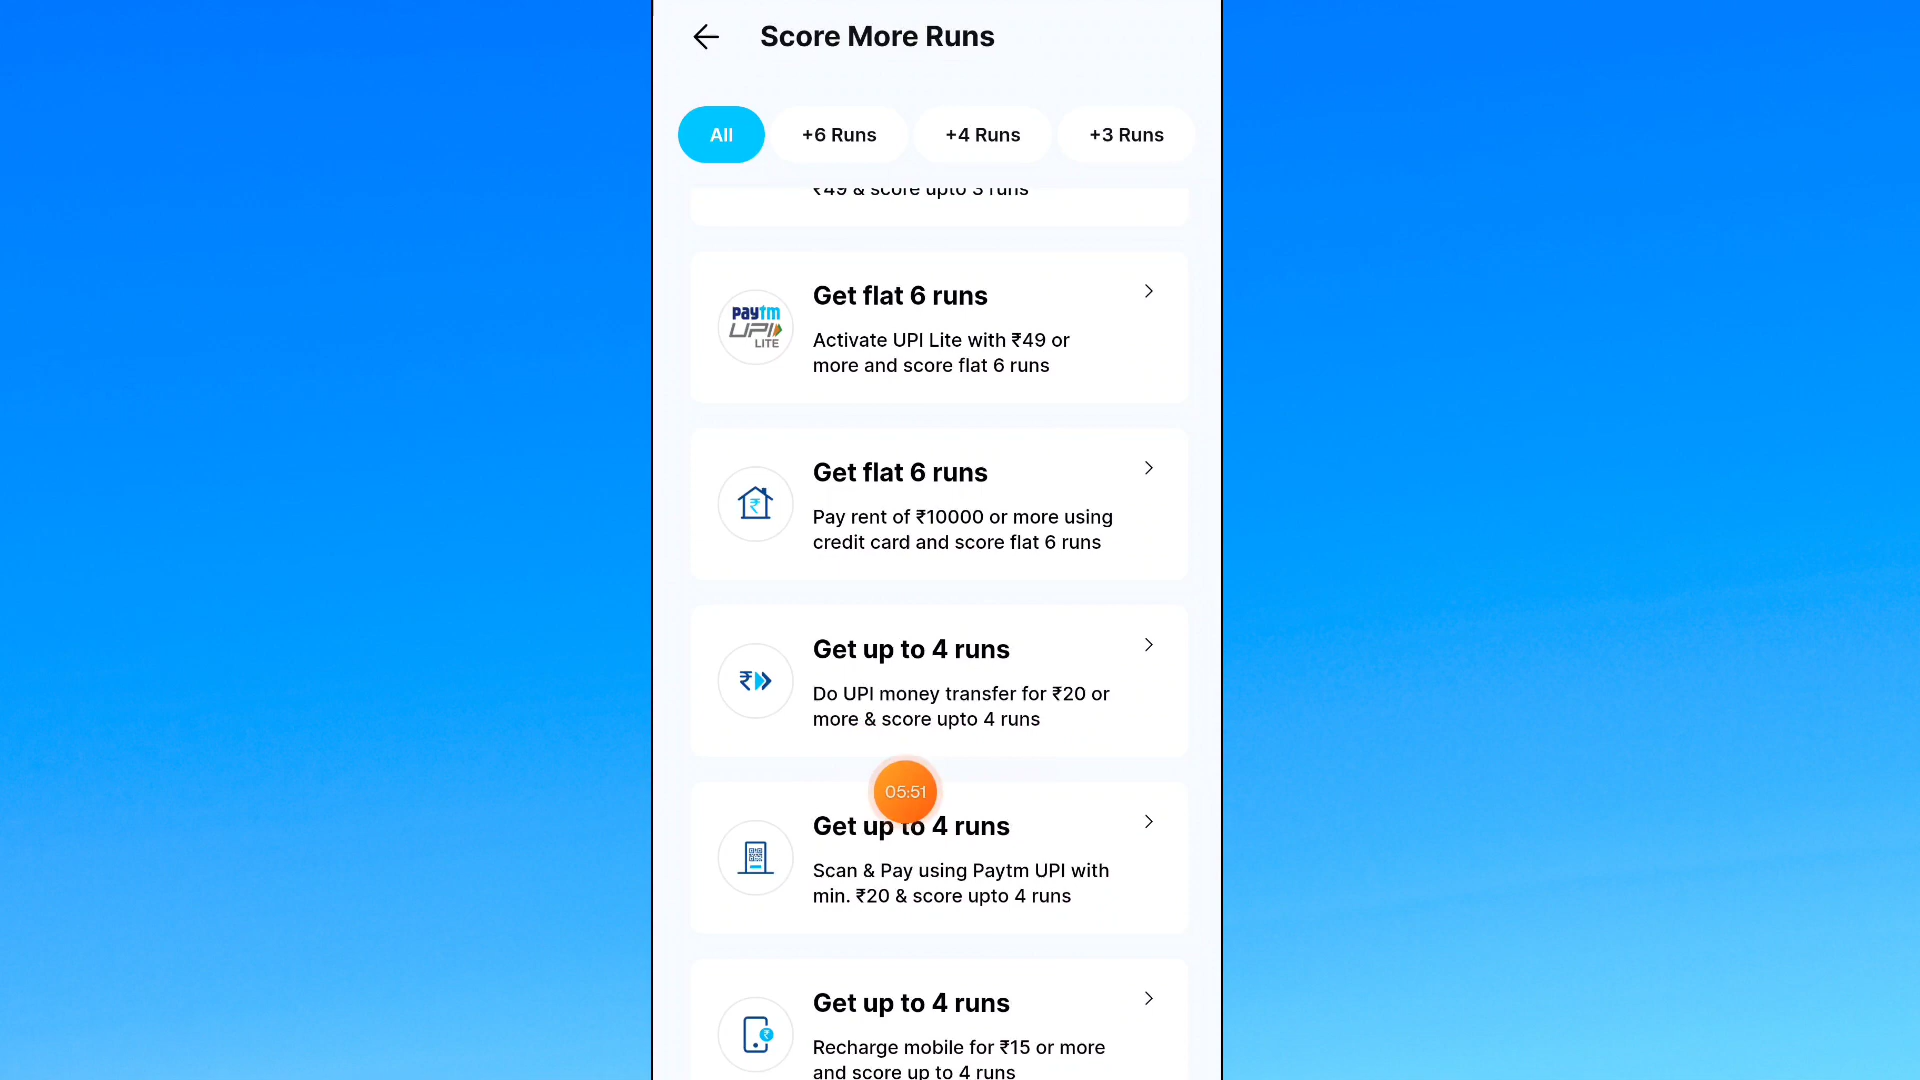 Score More Runs
All
+6 Runs
+4 Runs
+3 Runs
₹49 & score upto 3 runs
paytm
UPI
LITE
Get flat 6 runs
Activate UPI Lite with ₹49 or
more and score flat 6 runs
Get flat 6 runs
Pay rent of ₹10000 or more using
credit card and score flat 6 runs
Get up to 4 runs
Do UPI money transfer for ₹20 or
more & score upto 4 runs
05:51
Get up to 4 runs
Scan & Pay using Paytm UPI with
min. ₹20 & score upto 4 runs
Get up to 4 runs
Recharge mobile for ₹15 or more
and score up to 4 runs